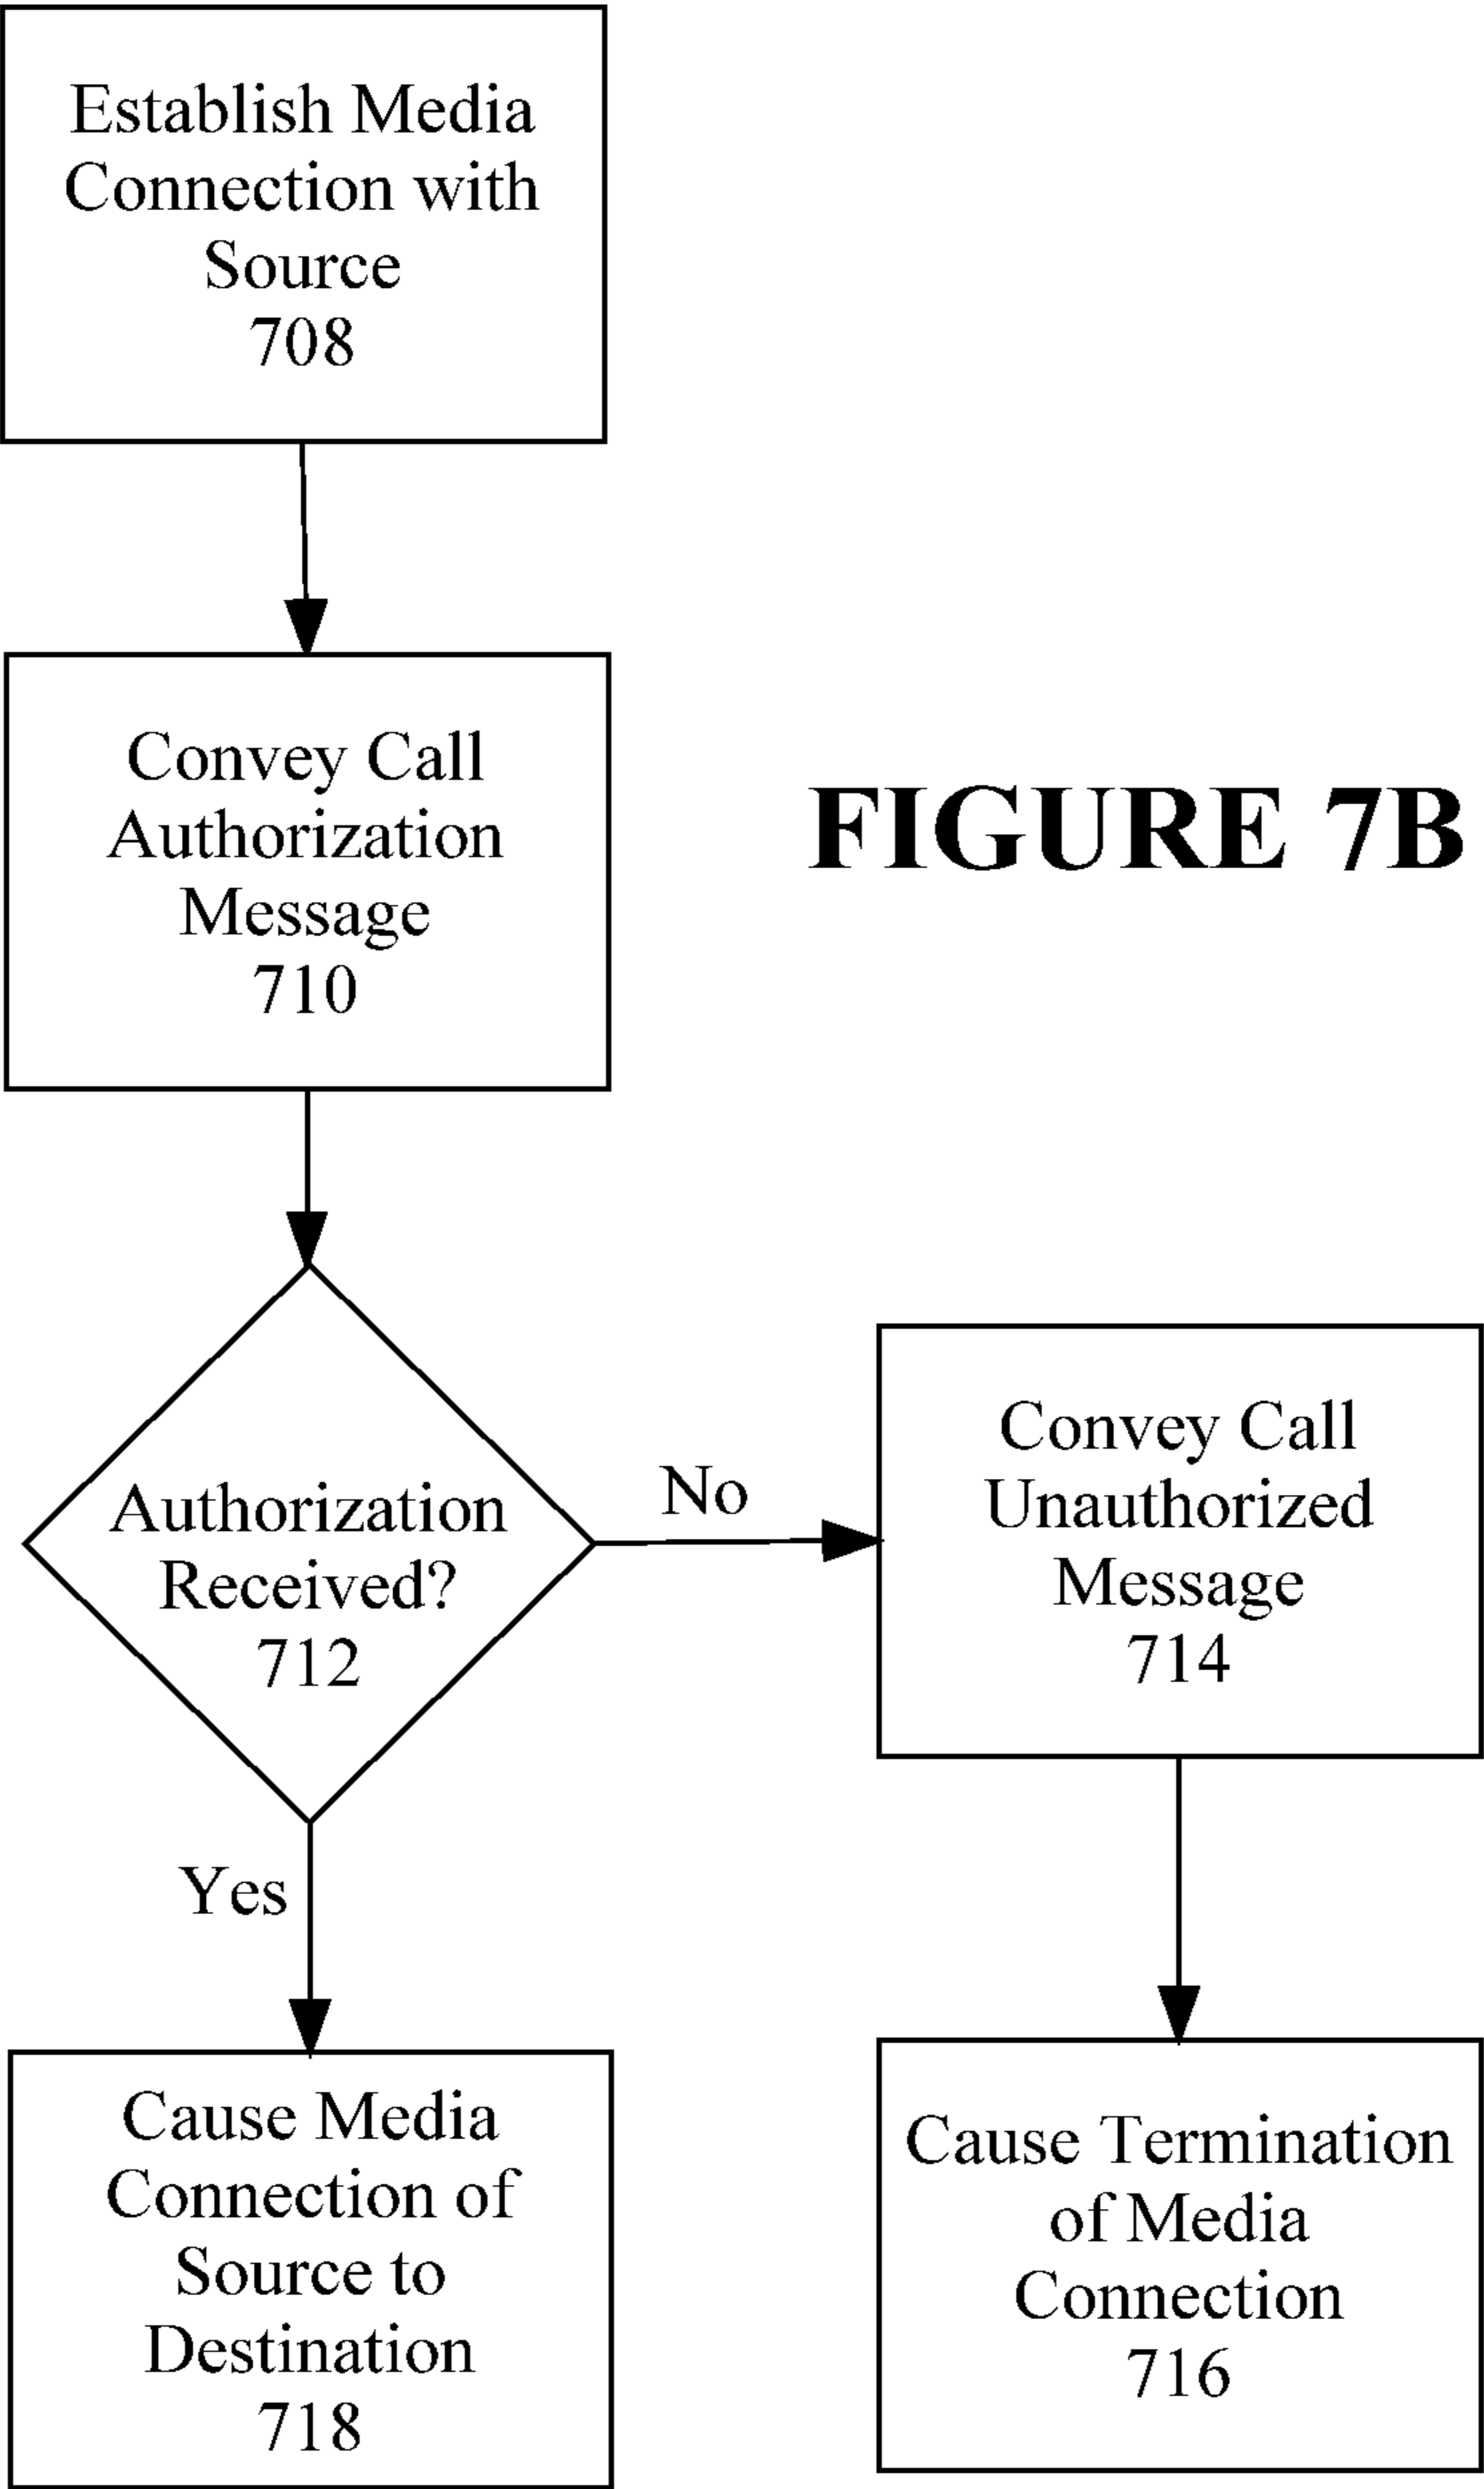 Establish Media
Connection with
Source
708
Convey Call
Authorization
Message
710
FIGURE 7B
Authorization
Received?
712
No
Convey Call
Unauthorized
Message
714
Yes
Cause Media
Connection of
Source to
Destination
718
Cause Termination
of Media
Connection
716